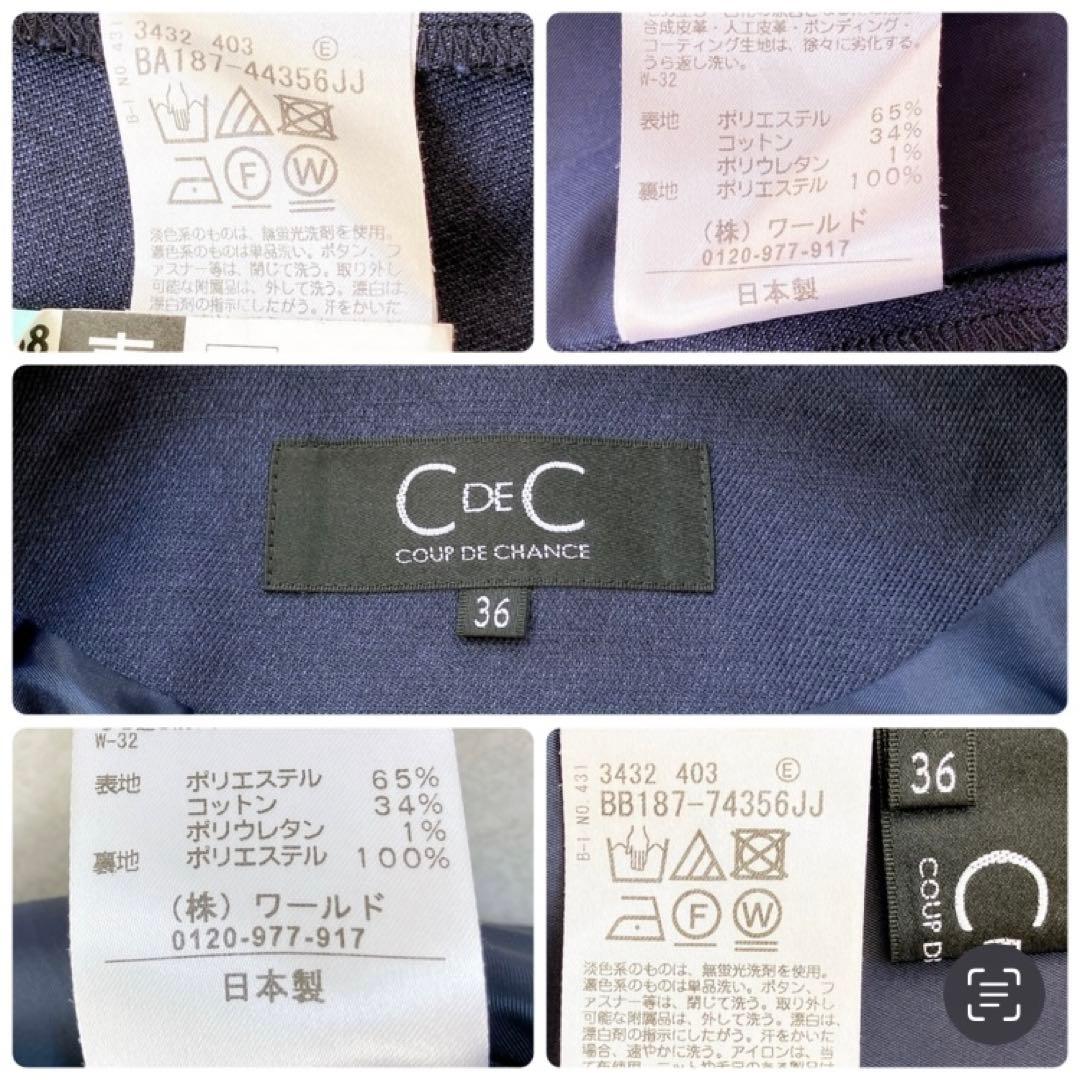 B-I NO.431
3432 403 Ⓔ
BA187-44356JJ
F W
淡色系のものは、無蛍光洗剤を使用。
濃色系のものは単品洗い。ボタン、フ
ァスナー等は、閉じて洗う。取り外し
可能な附属品は、外して洗う。漂白は
漂白剤の指示にしたがう。汗をかいた
合成皮革・人工皮革・ボンディング・
コーティング生地は、徐々に劣化する。
うら返し洗い。
W-32
表地 ポリエステル 65%
コットン 34%
ポリウレタン 1%
裏地 ポリエステル 100%
(株) ワールド
0120-977-917
日本製
C DE C
COUP DE CHANCE
36
W-32
表地 ポリエステル 65%
コットン 34%
ポリウレタン 1%
裏地 ポリエステル 100%
(株) ワールド
0120-977-917
日本製
B-I NO.431
3432 403 Ⓔ
BB187-74356JJ
F W
淡色系のものは、無蛍光洗剤を使用。
濃色系のものは単品洗い。ボタン、フ
ァスナー等は、閉じて洗う。取り外し
可能な附属品は、外して洗う。漂白は、
漂白剤の指示にしたがう。汗をかいた
場合、速やかに洗う。アイロンは、当
36
C
COUP D